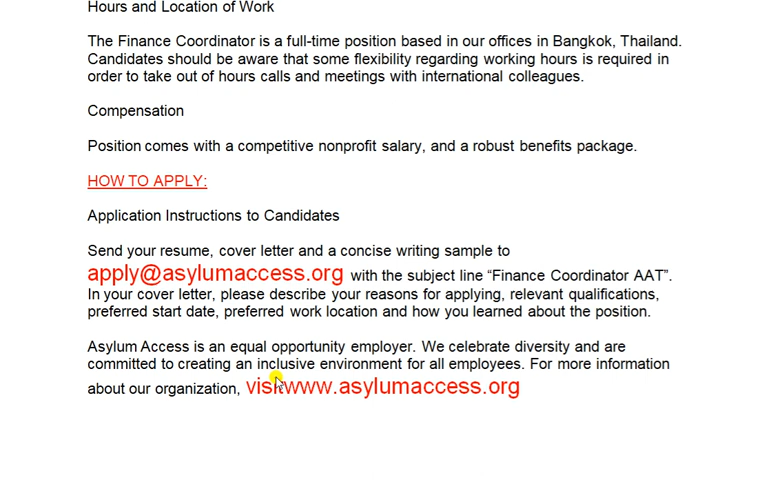 Hours and Location of Work
The Finance Coordinator is a full-time position based in our offices in Bangkok, Thailand.
Candidates should be aware that some flexibility regarding working hours is required in
order to take out of hours calls and meetings with international colleagues.
Compensation
Position comes with a competitive nonprofit salary, and a robust benefits package.
HOW TO APPLY:
Application Instructions to Candidates
Send your resume, cover letter and a concise writing sample to
apply@asylumaccess.org with the subject line “Finance Coordinator AAT”.
In your cover letter, please describe your reasons for applying, relevant qualifications,
preferred start date, preferred work location and how you learned about the position.
Asylum Access is an equal opportunity employer. We celebrate diversity and are
committed to creating an inclusive environment for all employees. For more information
about our organization, visitwww.asylumaccess.org